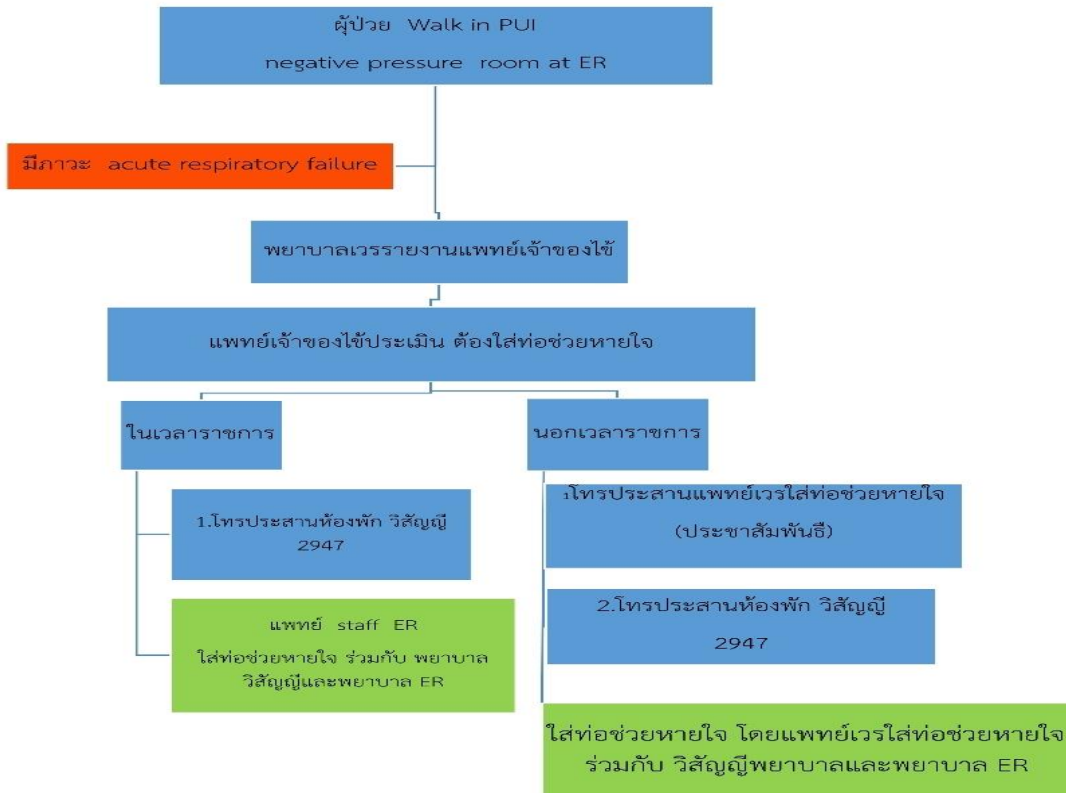 ผุ้ป่วย Walk in PUI
negative pressure room at ER
มีภาวะ acute respiratory failure
พยาบาลเวรรายงานแพทย์เจ้าของไข้
แพทย์เจ้าของไข้ประเมิน ต้องใส่ท่อช่วยหายใจ
ในเวลาราชการ
นอกเวลาราชการ
1.โทรประสานห้องพัก วิสัญญี
2947
แพทย์ staff ER
ใส่ท่อช่วยหายใจ ร่วมกับ พยาบาล
วิสัญญีและพยาบาล ER
1โทรประสานแพทย์เวรใส่ท่อช่วยหายใจ
(ประชาสัมพันธื)
2.โทรประสานห้องพัก วิสัญญี
2947
ใส่ท่อช่วยหายใจ โดยแพทย์เวรใส่ท่อช่วยหายใจ
ร่วมกับ วิสัญญีพยาบาลและพยาบาล ER